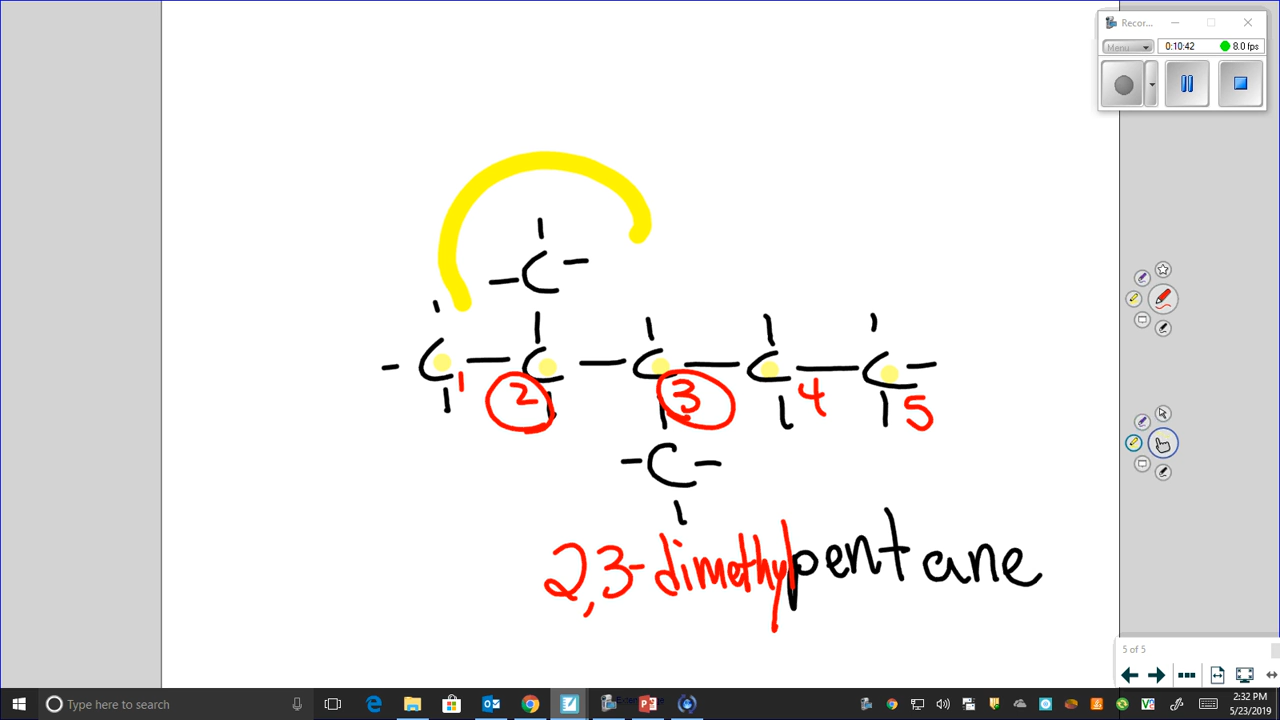 Recor...
Menu
0:10:42
8.0 fps
C
C C C C C
1 2 3 4 5
C
2,3-dimethylpentane
5 of 5
Type here to search
2:32 PM
5/23/2019